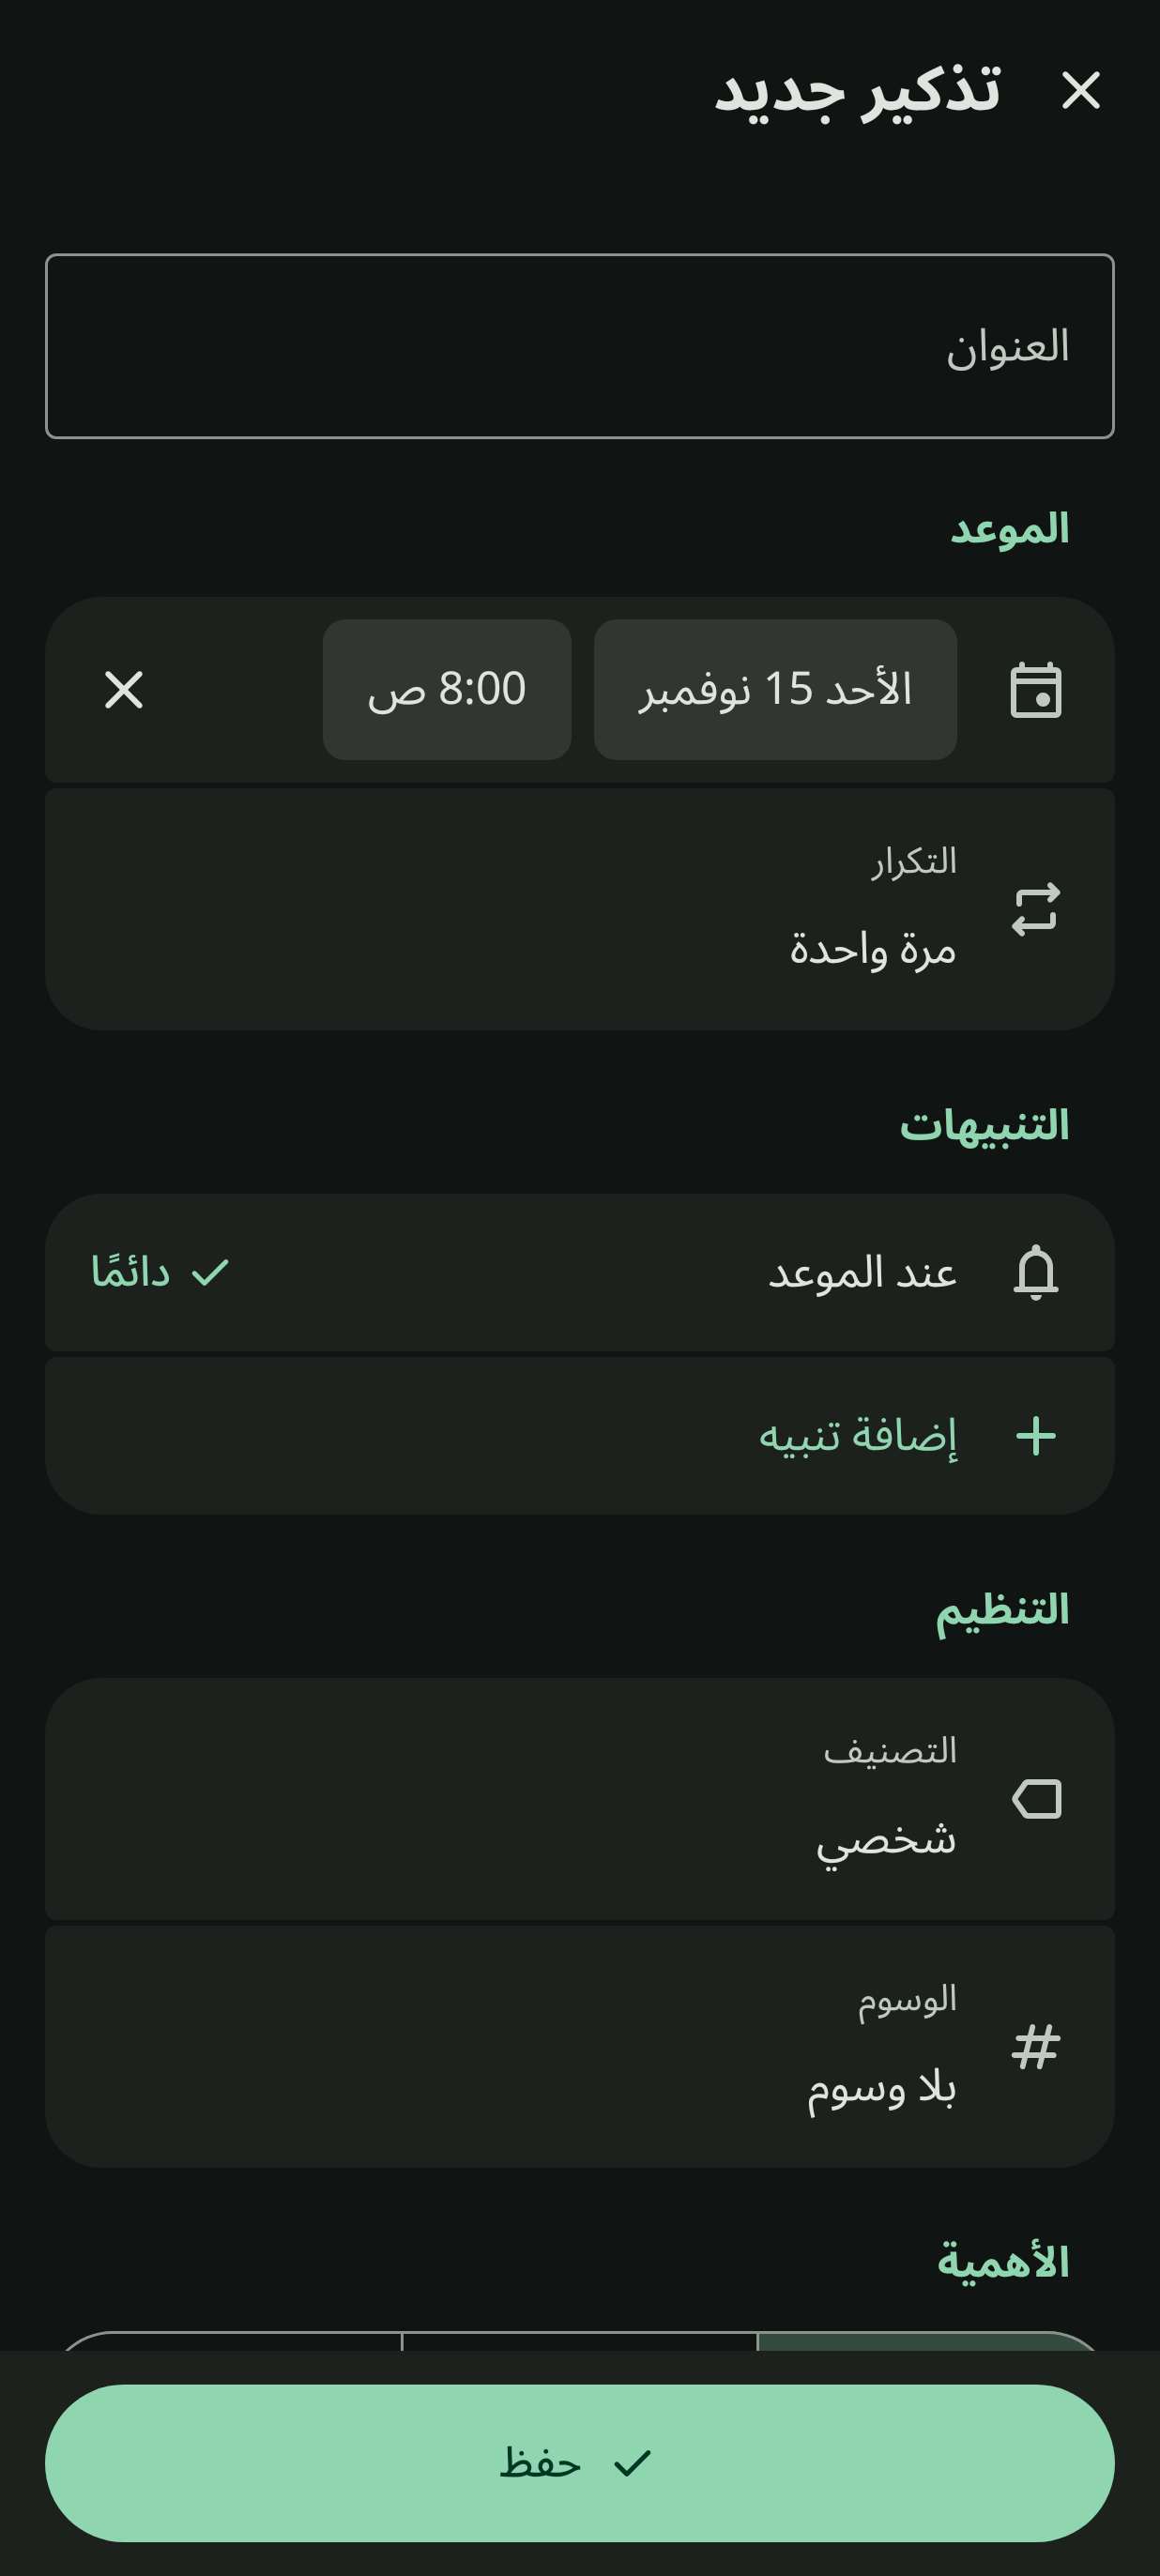 تذكير جديد
العنوان
الموعد
الأحد 15 نوفمبر
8:00 ص
التكرار
مرة واحدة
التنبيهات
عند الموعد
دائمًا
إضافة تنبيه
التنظيم
التصنيف
شخصي
الوسوم
بلا وسوم
الأهمية
حفظ